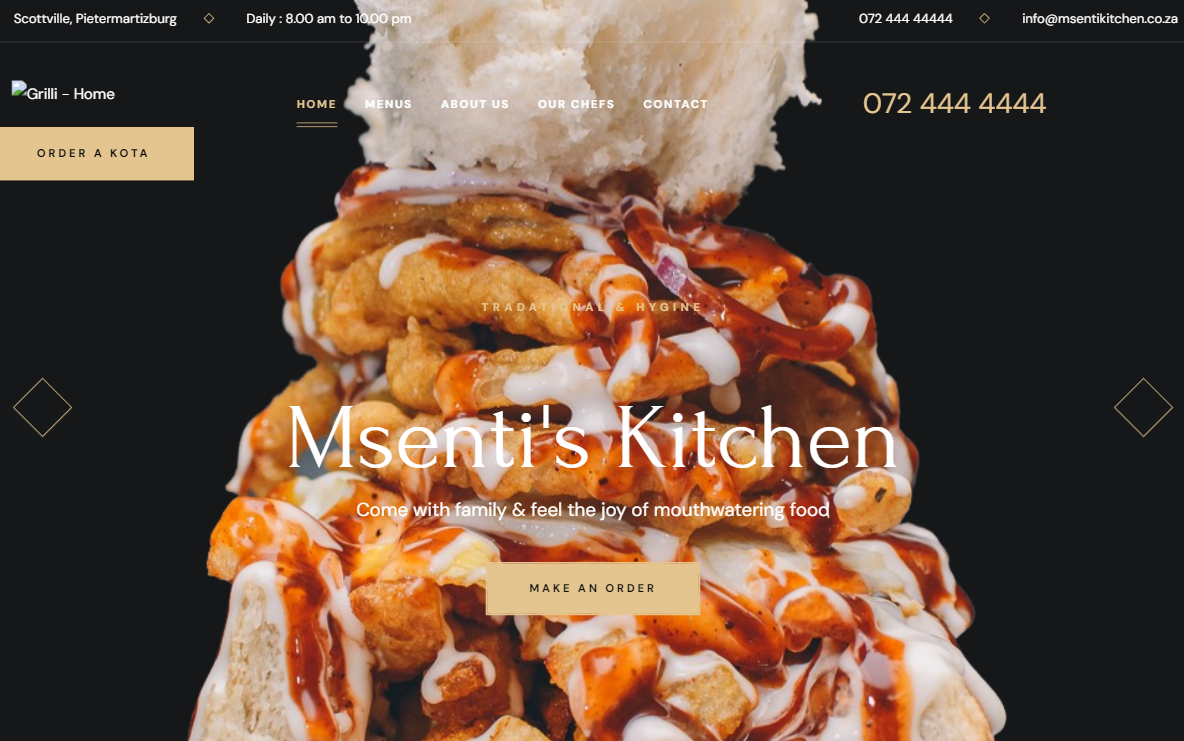 Scottville, Pietermartizburg
Daily : 8.00 am to 10.00 pm
072 444 44444
info@msentikitchen.co.za
Grilli - Home
HOME
MENUS
ABOUT US
OUR CHEFS
CONTACT
072 444 4444
ORDER A KOTA
TRADATIONAL & HYGINE
Msenti's Kitchen
Come with family & feel the joy of mouthwatering food
MAKE AN ORDER